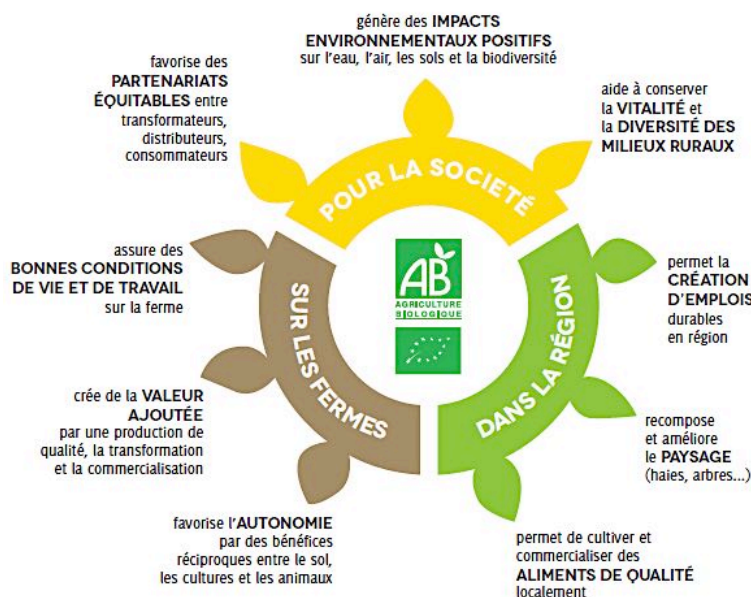 génère des IMPACTS
ENVIRONNEMENTAUX POSITIFS
sur l'eau, l'air, les sols et la biodiversité
favorise des
PARTENARIATS
ÉQUITABLES entre
transformateurs,
distributeurs,
consommateurs
aide à conserver
la VITALITÉ et
la DIVERSITÉ DES
MILIEUX RURAUX
POUR LA SOCIETÉ
assure des
BONNES CONDITIONS
DE VIE ET DE TRAVAIL
sur la ferme
AB
AGRICULTURE
BIOLOGIQUE
permet la
CRÉATION
D'EMPLOIS
durables
en région
SUR LES FERMES
DANS LA RÉGION
crée de la VALEUR
AJOUTÉE
par une production de
qualité, la transformation
et la commercialisation
recompose
et améliore
le PAYSAGE
(haies, arbres...)
favorise l'AUTONOMIE
par des bénéfices
réciproques entre le sol,
les cultures et les animaux
permet de cultiver et
commercialiser des
ALIMENTS DE QUALITÉ
localement